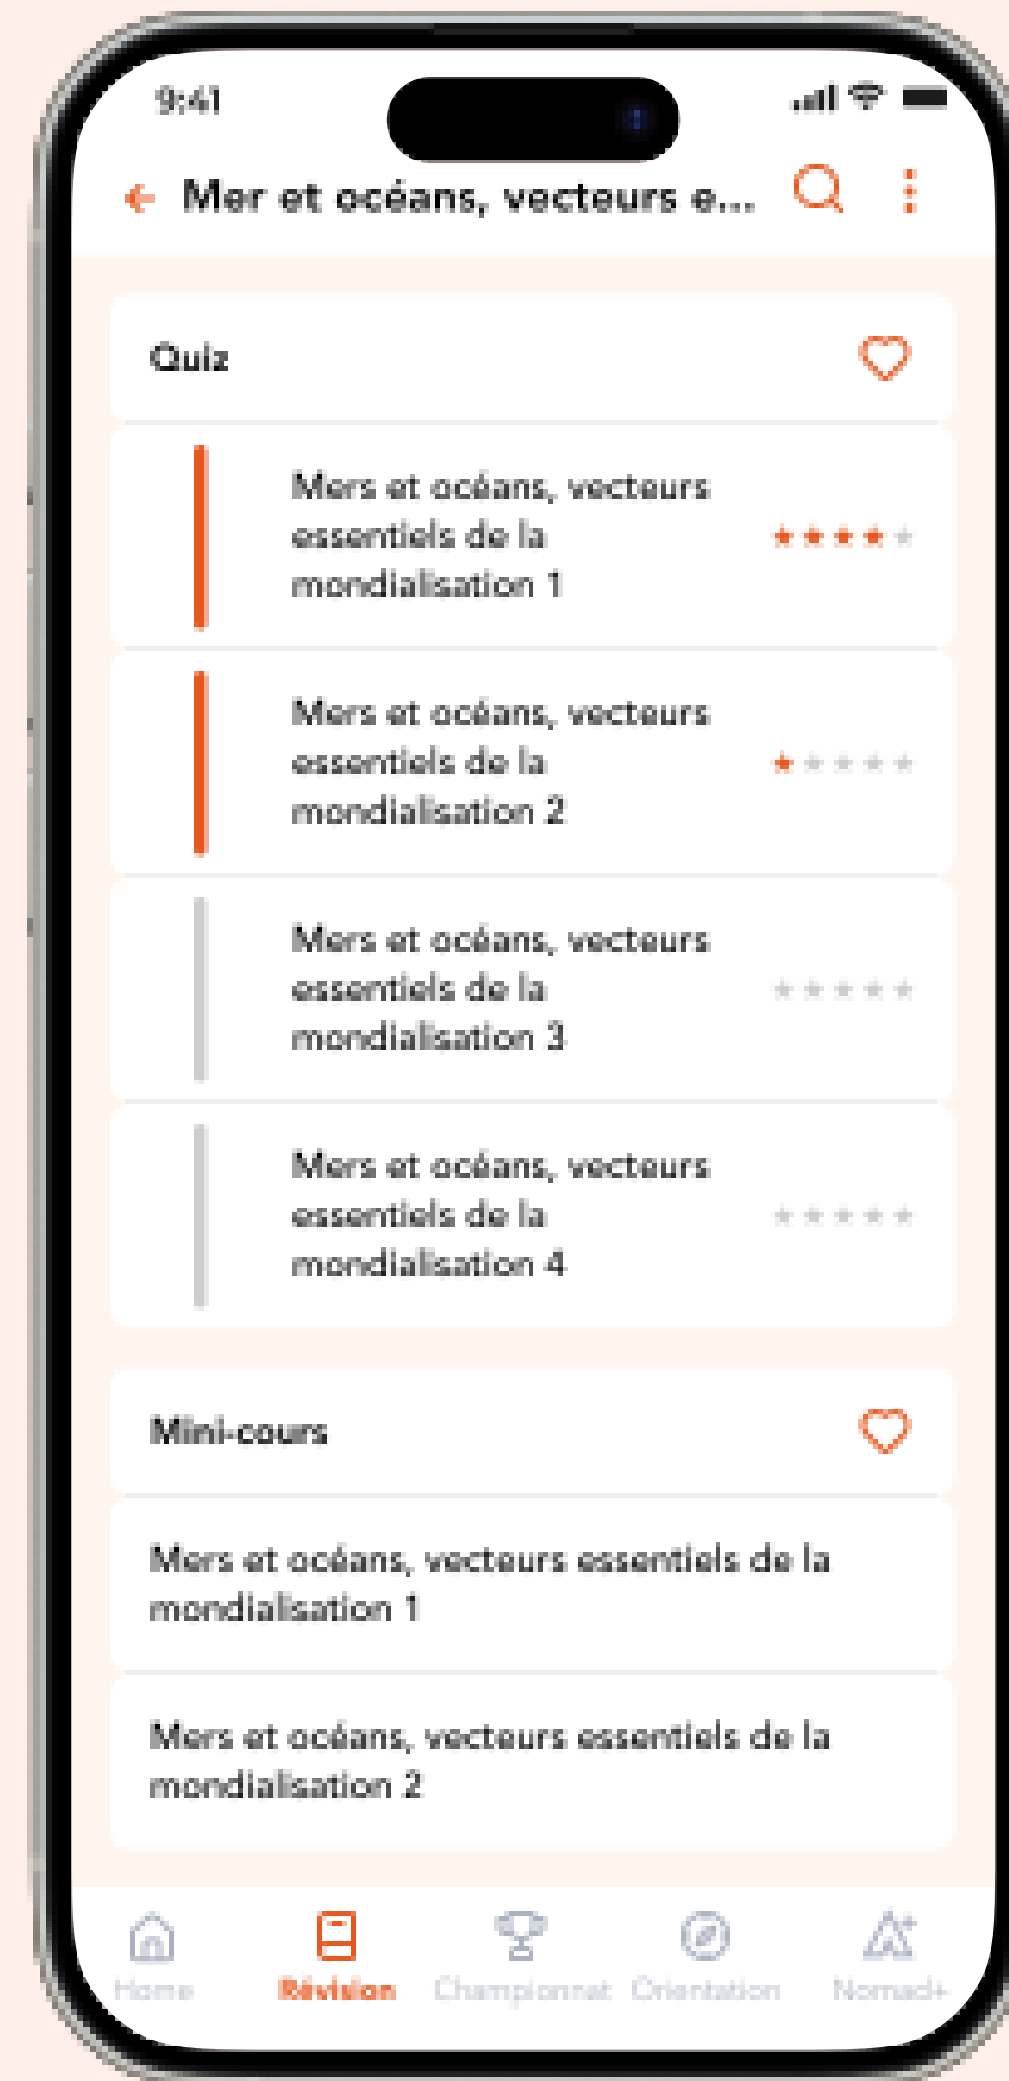 9:41
Mer et océans, vecteurs e...
Quiz
Mers et océans, vecteurs
essentiels de la
mondialisation 1
Mers et océans, vecteurs
essentiels de la
mondialisation 2
Mers et océans, vecteurs
essentiels de la
mondialisation 3
Mers et océans, vecteurs
essentiels de la
mondialisation 4
Mini-cours
Mers et océans, vecteurs essentiels de la
mondialisation 1
Mers et océans, vecteurs essentiels de la
mondialisation 2
Home Révision Championnat Orientation Nomad+